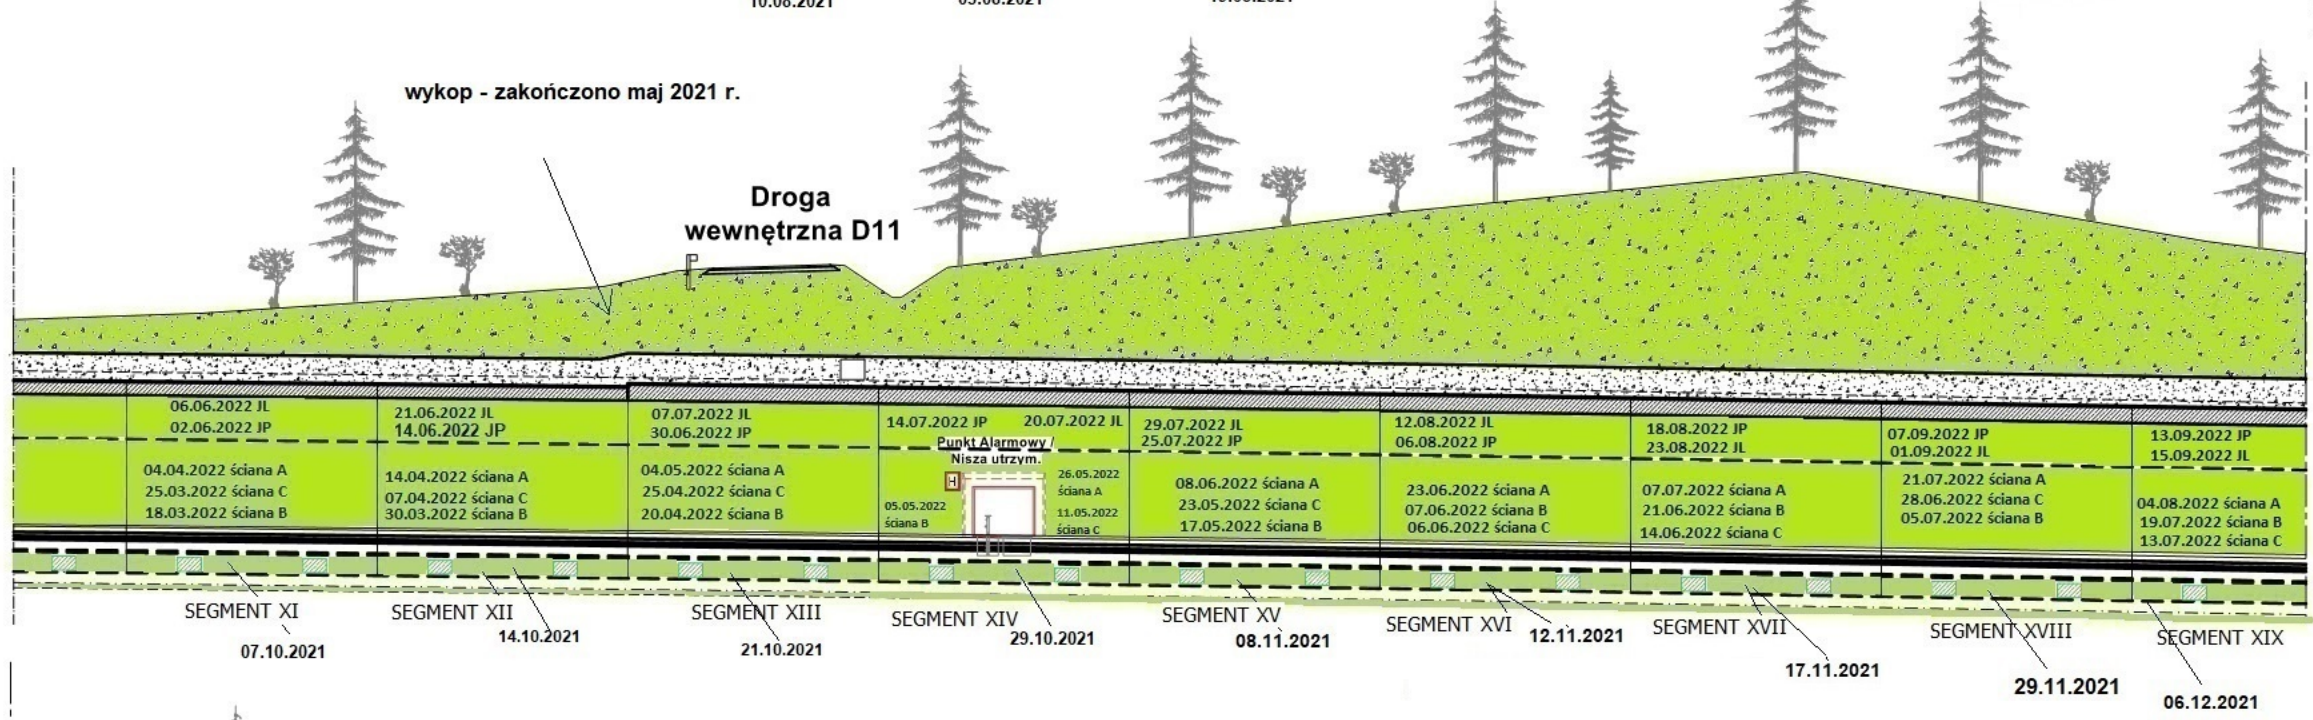 10.08.2021
wykop - zakończono maj 2021 r.
Droga
wewnętrzna D11
06.06.2022 JL
02.06.2022 JP
04.04.2022 ściana A
25.03.2022 ściana C
18.03.2022 ściana B
21.06.2022 JL
14.06.2022 JP
14.04.2022 ściana A
07.04.2022 ściana C
30.03.2022 ściana B
07.07.2022 JL
30.06.2022 JP
04.05.2022 ściana A
25.04.2022 ściana C
20.04.2022 ściana B
14.07.2022 JP
20.07.2022 JL
Punkt Alarmowy /
Nisza utrzym.
H
05.05.2022
ściana B
26.05.2022
ściana A
11.05.2022
ściana C
29.07.2022 JL
25.07.2022 JP
08.06.2022 ściana A
23.05.2022 ściana C
17.05.2022 ściana B
12.08.2022 JL
06.08.2022 JP
23.06.2022 ściana A
07.06.2022 ściana B
06.06.2022 ściana C
18.08.2022 JP
23.08.2022 JL
07.07.2022 ściana A
21.06.2022 ściana B
14.06.2022 ściana C
07.09.2022 JP
01.09.2022 JL
21.07.2022 ściana A
28.06.2022 ściana C
05.07.2022 ściana B
13.09.2022 JP
15.09.2022 JL
04.08.2022 ściana A
19.07.2022 ściana B
13.07.2022 ściana C
SEGMENT XI
07.10.2021
SEGMENT XII
14.10.2021
SEGMENT XIII
21.10.2021
SEGMENT XIV
29.10.2021
SEGMENT XV
08.11.2021
SEGMENT XVI
12.11.2021
SEGMENT XVII
17.11.2021
SEGMENT XVIII
29.11.2021
SEGMENT XIX
06.12.2021